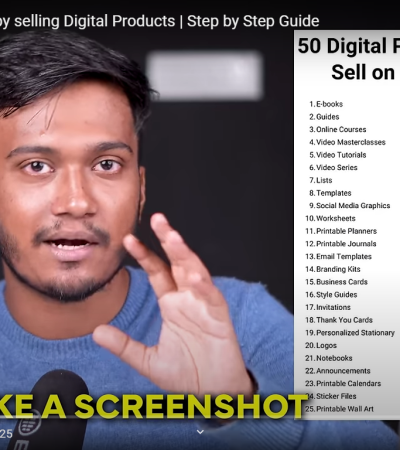 by selling Digital Products | Step by Step Guide
50 Digital P
Sell on
1. E-books
2. Guides
3. Online Courses
4. Video Masterclasses
5. Video Tutorials
6. Video Series
7. Lists
8. Templates
9. Social Media Graphics
10. Worksheets
11. Printable Planners
12. Printable Journals
13. Email Templates
14. Branding Kits
15. Business Cards
16. Style Guides
17. Invitations
18. Thank You Cards
19. Personalized Stationary
20. Logos
21. Notebooks
22. Announcements
23. Printable Calendars
24. Sticker Files
25. Printable Wall Art
KE A SCREENSHOT
25